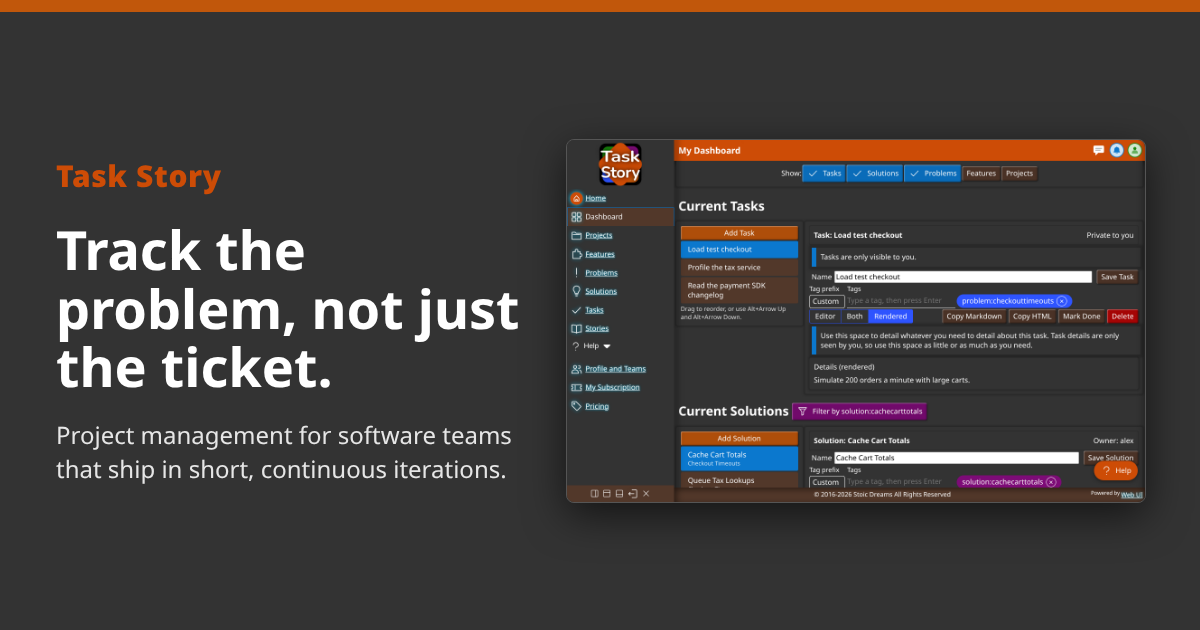 Task Story
Track the
problem, not just
the ticket.
Project management for software teams
that ship in short, continuous iterations.
Task
Story
Home
Dashboard
Projects
Features
Problems
Solutions
Tasks
Stories
Help
Profile and Teams
My Subscription
Pricing
My Dashboard
Show: Tasks Solutions Problems Features Projects
Current Tasks
Add Task
Load test checkout
Profile the tax service
Read the payment SDK
changelog
Drag to reorder, or use Alt+Arrow Up
and Alt+Arrow Down.
Task: Load test checkout Private to you
Tasks are only visible to you.
Name Load test checkout Save Task
Tag prefix Tags
Custom Type a tag, then press Enter problem:checkouttimeouts
Editor Both Rendered Copy Markdown Copy HTML Mark Done Delete
Use this space to detail whatever you need to detail about this task. Task details are only
seen by you, so use this space as little or as much as you need.
Details (rendered)
Simulate 200 orders a minute with large carts.
Current Solutions Filter by solution:cachecarttotals
Add Solution
Cache Cart Totals
Checkout Timeouts
Queue Tax Lookups
Solution: Cache Cart Totals Owner: alex
Name Cache Cart Totals Save Solution
Tag prefix Tags
Custom Type a tag, then press Enter solution:cachecarttotals
? Help
© 2016-2026 Stoic Dreams All Rights Reserved
Powered by Web UI